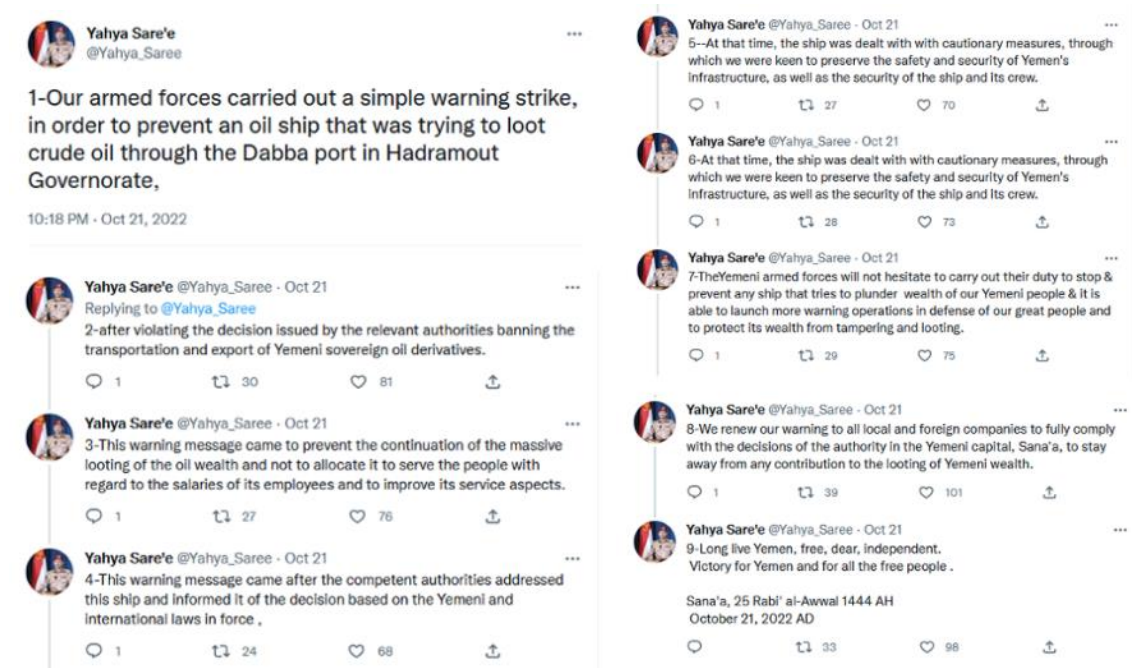 Yahya Sare'e
@Yahya_Saree
1-Our armed forces carried out a simple warning strike,
in order to prevent an oil ship that was trying to loot
crude oil through the Dabba port in Hadramout
Governorate,
10:18 PM · Oct 21, 2022
Yahya Sare'e @Yahya_Saree · Oct 21
Replying to @Yahya_Saree
2-after violating the decision issued by the relevant authorities banning the
transportation and export of Yemeni sovereign oil derivatives.
1 30 81
Yahya Sare'e @Yahya_Saree · Oct 21
3-This warning message came to prevent the continuation of the massive
looting of the oil wealth and not to allocate it to serve the people with
regard to the salaries of its employees and to improve its service aspects.
1 27 76
Yahya Sare'e @Yahya_Saree · Oct 21
4-This warning message came after the competent authorities addressed
this ship and informed it of the decision based on the Yemeni and
international laws in force ,
1 24 68
Yahya Sare'e @Yahya_Saree · Oct 21
5--At that time, the ship was dealt with with cautionary measures, through
which we were keen to preserve the safety and security of Yemen's
infrastructure, as well as the security of the ship and its crew.
1 27 70
Yahya Sare'e @Yahya_Saree · Oct 21
6-At that time, the ship was dealt with with cautionary measures, through
which we were keen to preserve the safety and security of Yemen's
infrastructure, as well as the security of the ship and its crew.
1 28 73
Yahya Sare'e @Yahya_Saree · Oct 21
7-TheYemeni armed forces will not hesitate to carry out their duty to stop &
prevent any ship that tries to plunder wealth of our Yemeni people & it is
able to launch more warning operations in defense of our great people and
to protect its wealth from tampering and looting.
1 29 75
Yahya Sare'e @Yahya_Saree · Oct 21
8-We renew our warning to all local and foreign companies to fully comply
with the decisions of the authority in the Yemeni capital, Sana'a, to stay
away from any contribution to the looting of Yemeni wealth.
1 39 101
Yahya Sare'e @Yahya_Saree · Oct 21
9-Long live Yemen, free, dear, independent.
Victory for Yemen and for all the free people .
Sana'a, 25 Rabi' al-Awwal 1444 AH
October 21, 2022 AD
33 98